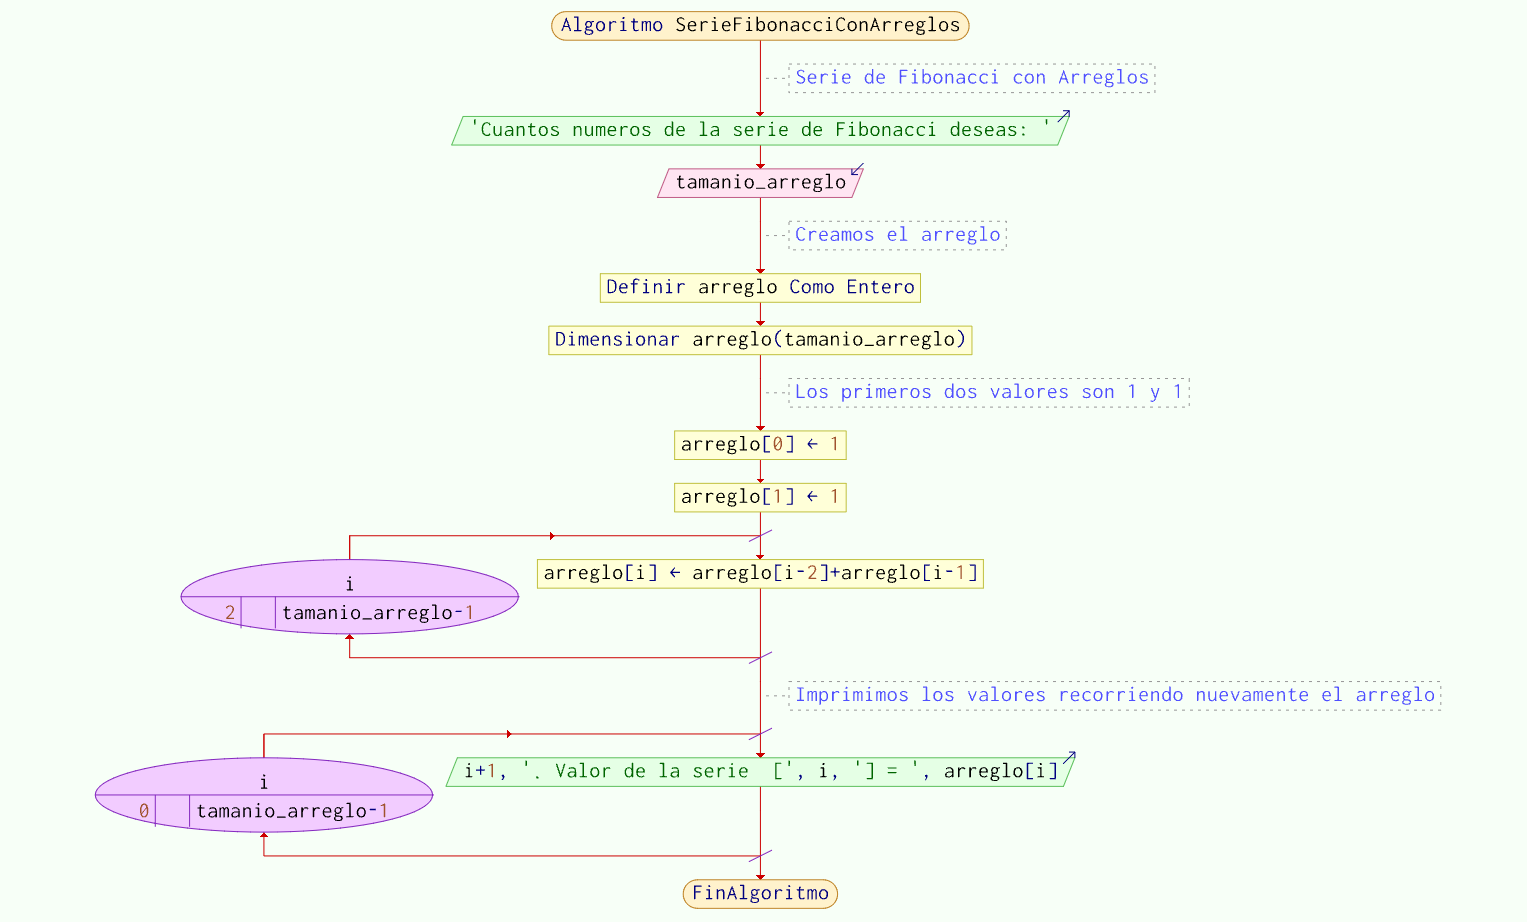 Algoritmo SerieFibonacciConArreglos
Serie de Fibonacci con Arreglos
'Cuantos numeros de la serie de Fibonacci deseas: '
tamanio_arreglo
Creamos el arreglo
Definir arreglo Como Entero
Dimensionar arreglo(tamanio_arreglo)
Los primeros dos valores son 1 y 1
arreglo[0] ← 1
arreglo[1] ← 1
i
2 tamanio_arreglo-1
arreglo[i] ← arreglo[i-2]+arreglo[i-1]
Imprimimos los valores recorriendo nuevamente el arreglo
i
0 tamanio_arreglo-1
i+1, '. Valor de la serie  [', i, '] = ', arreglo[i]
FinAlgoritmo